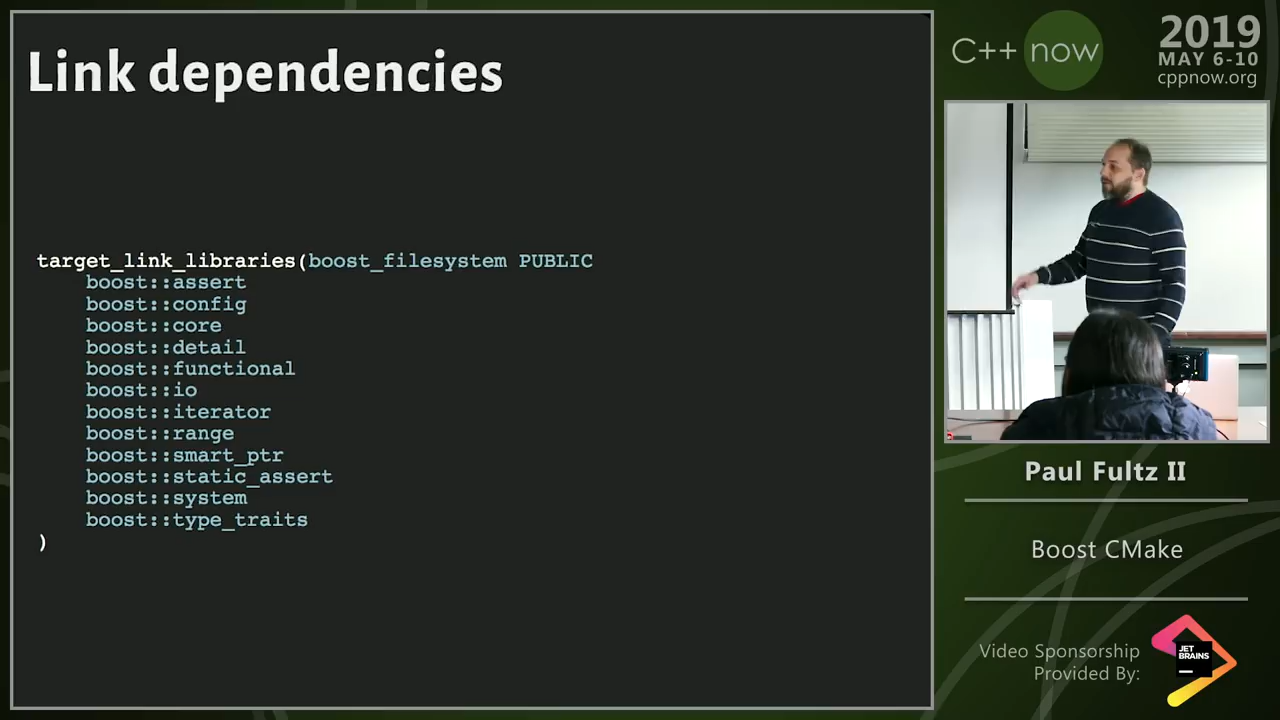 Link dependencies
target_link_libraries(boost_filesystem PUBLIC
boost::assert
boost::config
boost::core
boost::detail
boost::functional
boost::io
boost::iterator
boost::range
boost::smart_ptr
boost::static_assert
boost::system
boost::type_traits
)
C++ now
2019
MAY 6-10
cppnow.org
Paul Fultz II
Boost CMake
Video Sponsorship
Provided By:
JET
BRAINS